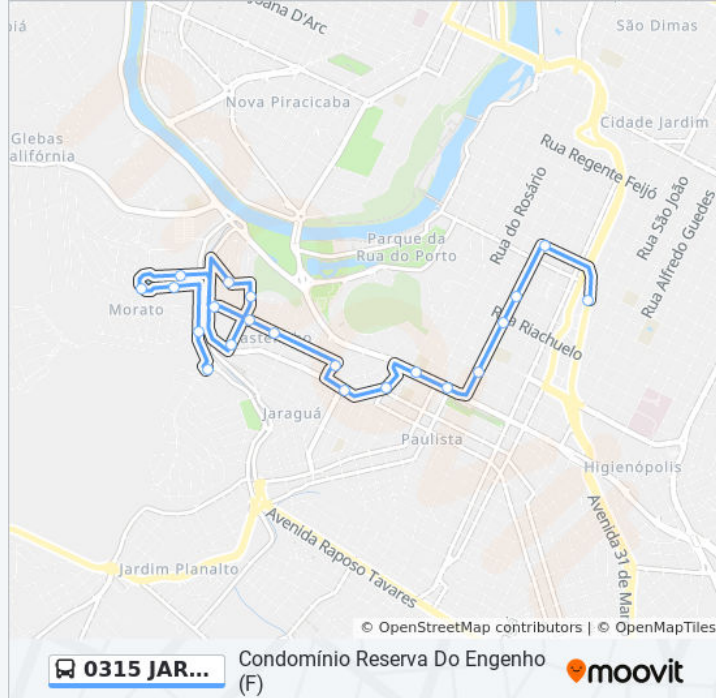 Joana D'Arc
São Dimas
Nova Piracicaba
Cidade Jardim
Glebas
alifórnia
Rua Regente Feijó
Rua do Rosário
Rua São João
Rua Alfredo Guedes
Parque da
Rua do Porto
Morato
Rua Riachuelo
Jaraguá
Paulista
Higienópolis
Avenida 31 de Mar
Avenida Raposo Tavares
Jardim Planalto
© OpenStreetMap contributors | © OpenMapTiles
0315 JAR...
Condomínio Reserva Do Engenho
(F)
moovit